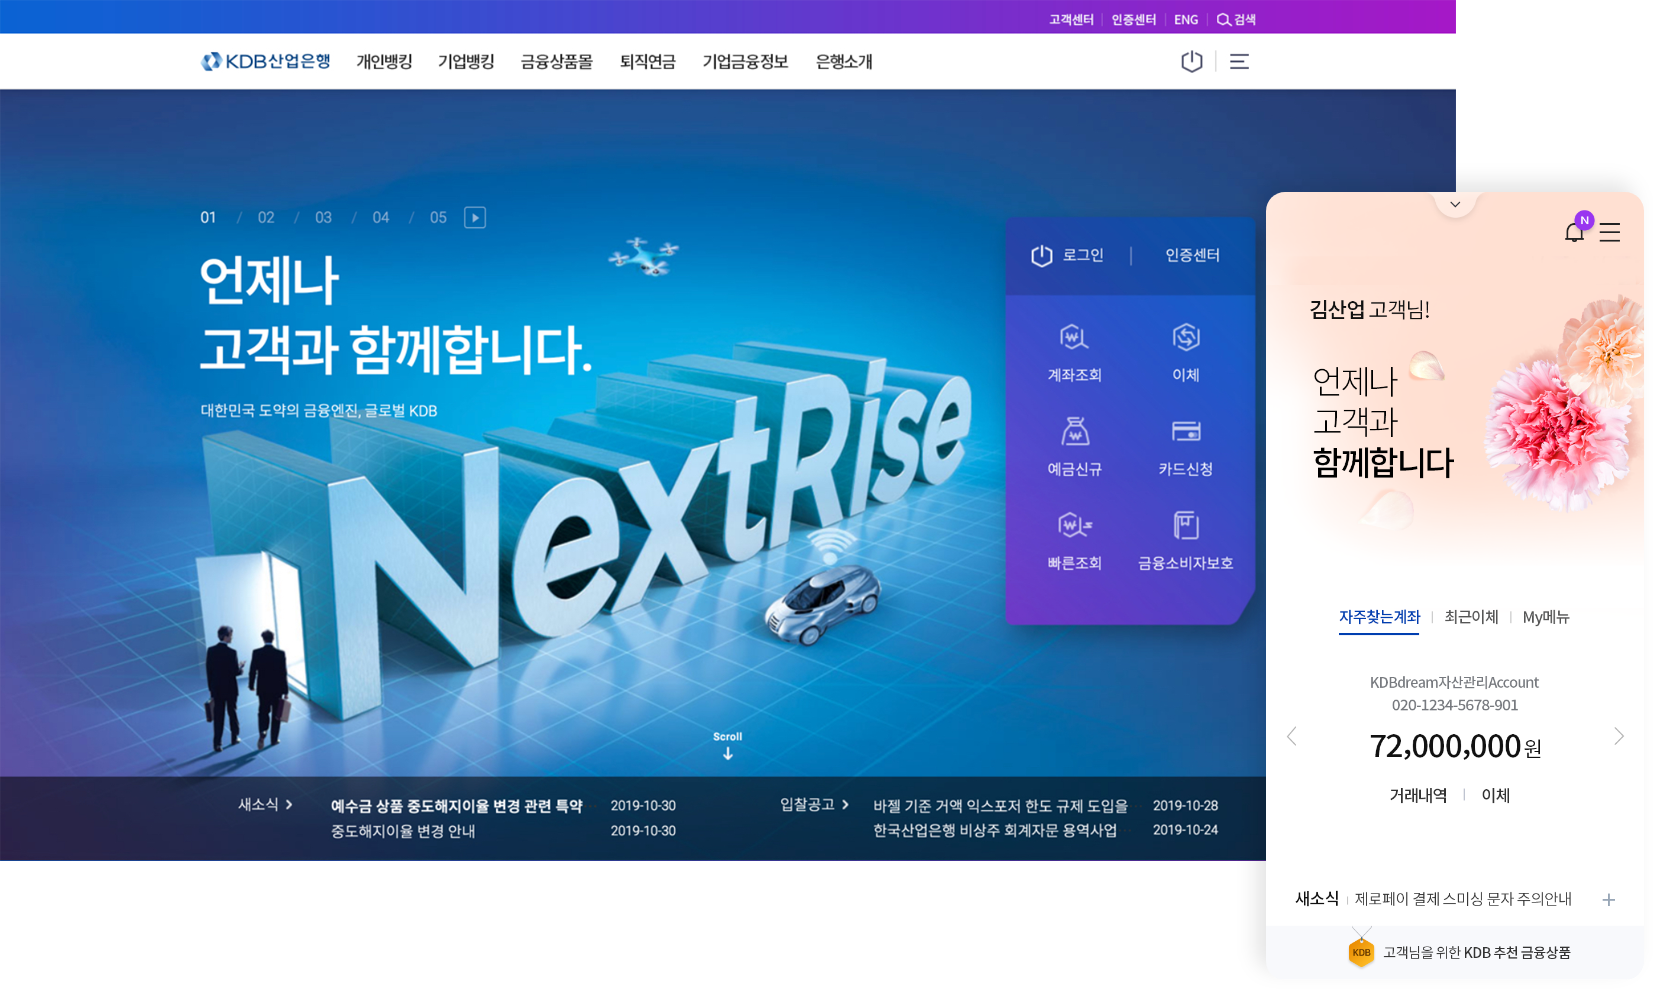 고객센터 인증센터 ENG 검색
KDB산업은행 개인뱅킹 기업뱅킹 금융상품몰 퇴직연금 기업금융정보 은행소개
01 / 02 / 03 / 04 / 05
언제나
고객과 함께합니다.
대한민국 도약의 금융엔진, 글로벌 KDB
NextRise
로그인 | 인증센터
계좌조회 이체
예금신규 카드신청
빠른조회 금융소비자보호
Scroll
새소식
예수금 상품 중도해지이율 변경 관련 특약 ... 2019-10-30
중도해지이율 변경 안내 2019-10-30
입찰공고
바젤 기준 거액 익스포저 한도 규제 도입을 ... 2019-10-28
한국산업은행 비상주 회계자문 용역사업 ... 2019-10-24
N
김산업 고객님!
언제나
고객과
함께합니다
자주찾는계좌 | 최근이체 | My메뉴
KDBdream자산관리Account
020-1234-5678-901
72,000,000 원
거래내역 | 이체
새소식 | 제로페이 결제 스미싱 문자 주의안내
KDB 고객님을 위한 KDB 추천 금융상품